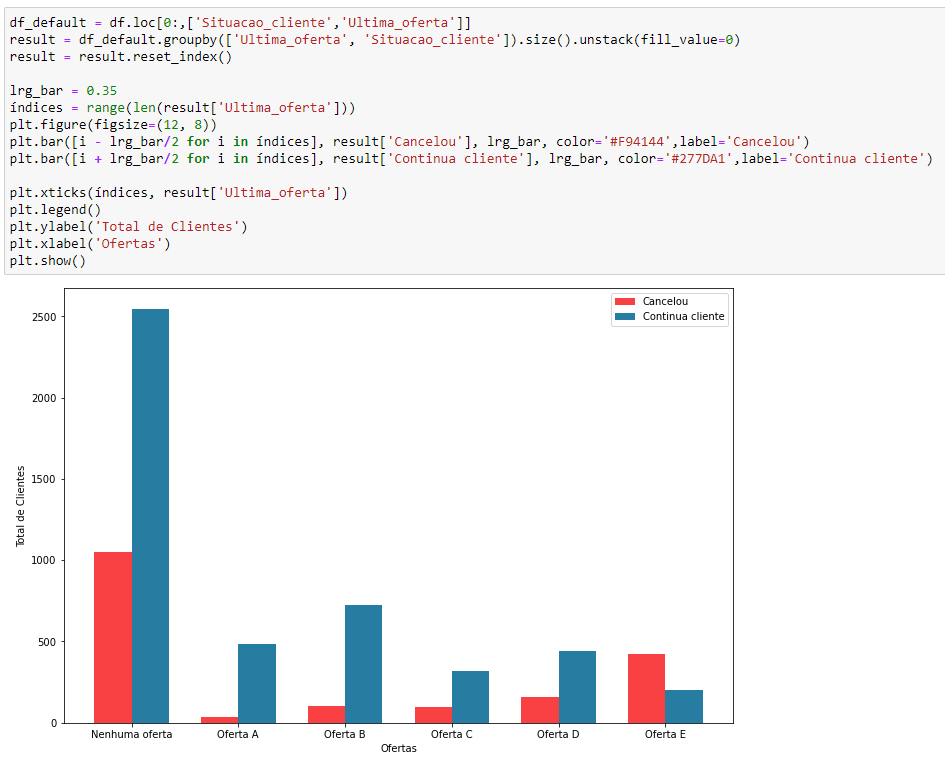 df_default = df.loc[0:,['Situacao_cliente','Ultima_oferta']]
result = df_default.groupby(['Ultima_oferta', 'Situacao_cliente']).size().unstack(fill_value=0)
result = result.reset_index()
lrg_bar = 0.35
índices = range(len(result['Ultima_oferta']))
plt.figure(figsize=(12, 8))
plt.bar([i - lrg_bar/2 for i in índices], result['Cancelou'], lrg_bar, color='#F94144',label='Cancelou')
plt.bar([i + lrg_bar/2 for i in índices], result['Continua cliente'], lrg_bar, color='#277DA1',label='Continua cliente')
plt.xticks(índices, result['Ultima_oferta'])
plt.legend()
plt.ylabel('Total de Clientes')
plt.xlabel('Ofertas')
plt.show()
Cancelou
Continua cliente
2500
2000
1500
1000
500
0
Total de Clientes
Nenhuma oferta Oferta A Oferta B Oferta C Oferta D Oferta E
Ofertas